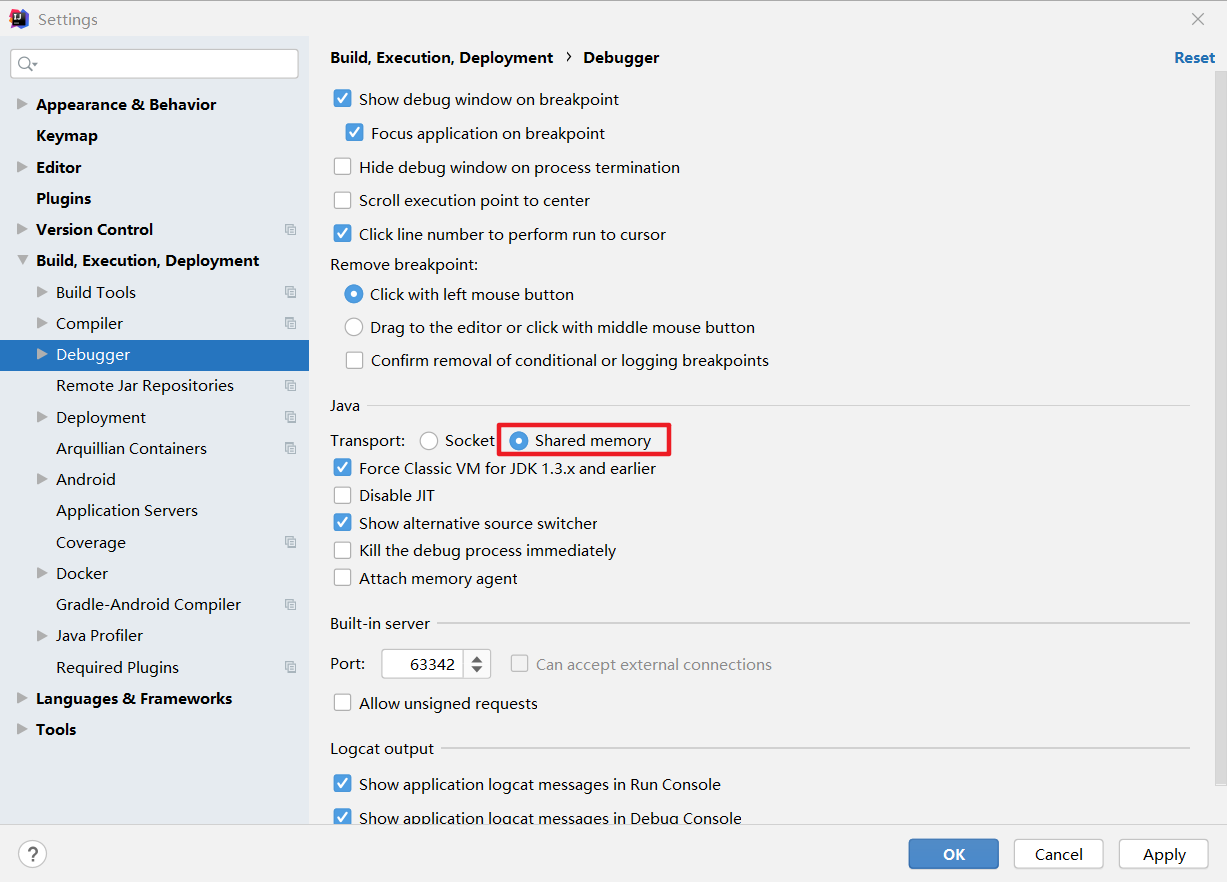 Settings
Build, Execution, Deployment › Debugger
Reset
Appearance & Behavior
Keymap
Editor
Plugins
Version Control
Build, Execution, Deployment
Build Tools
Compiler
Debugger
Remote Jar Repositories
Deployment
Arquillian Containers
Android
Application Servers
Coverage
Docker
Gradle-Android Compiler
Java Profiler
Required Plugins
Languages & Frameworks
Tools
Show debug window on breakpoint
Focus application on breakpoint
Hide debug window on process termination
Scroll execution point to center
Click line number to perform run to cursor
Remove breakpoint:
Click with left mouse button
Drag to the editor or click with middle mouse button
Confirm removal of conditional or logging breakpoints
Java
Transport: Socket Shared memory
Force Classic VM for JDK 1.3.x and earlier
Disable JIT
Show alternative source switcher
Kill the debug process immediately
Attach memory agent
Built-in server
Port: 63342 Can accept external connections
Allow unsigned requests
Logcat output
Show application logcat messages in Run Console
Show application logcat messages in Debug Console
?
OK
Cancel
Apply